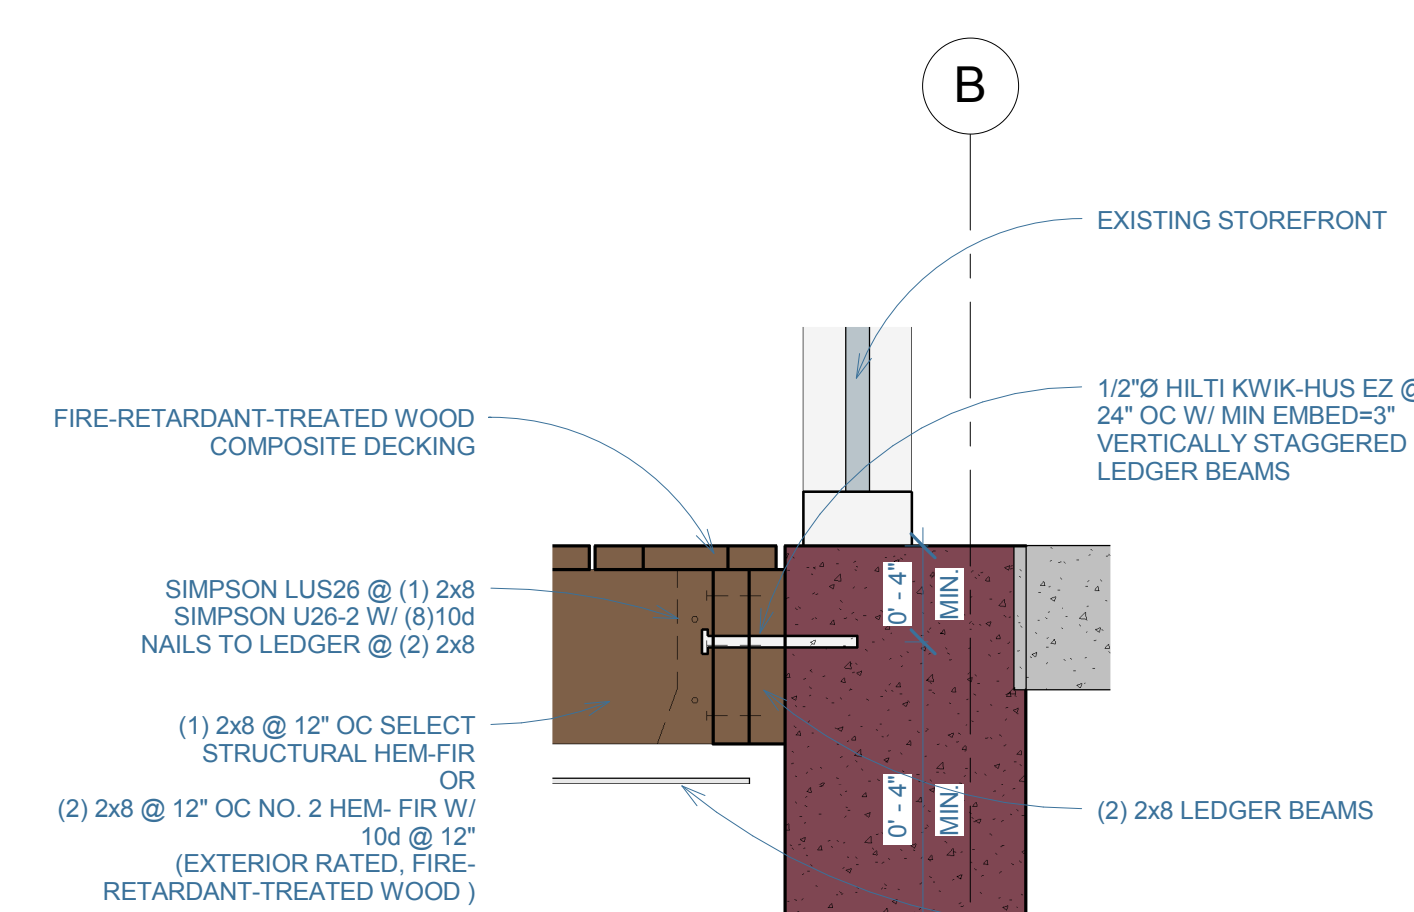 B
EXISTING STOREFRONT
1/2"Ø HILTI KWIK-HUS EZ @
24" OC W/ MIN EMBED=3"
VERTICALLY STAGGERED
LEDGER BEAMS
FIRE-RETARDANT-TREATED WOOD
COMPOSITE DECKING
SIMPSON LUS26 @ (1) 2x8
SIMPSON U26-2 W/ (8)10d
NAILS TO LEDGER @ (2) 2x8
0' - 4"
MIN.
(1) 2x8 @ 12" OC SELECT
STRUCTURAL HEM-FIR
OR
(2) 2x8 @ 12" OC NO. 2 HEM- FIR W/
10d @ 12"
(EXTERIOR RATED, FIRE-
RETARDANT-TREATED WOOD )
0' - 4"
MIN.
(2) 2x8 LEDGER BEAMS